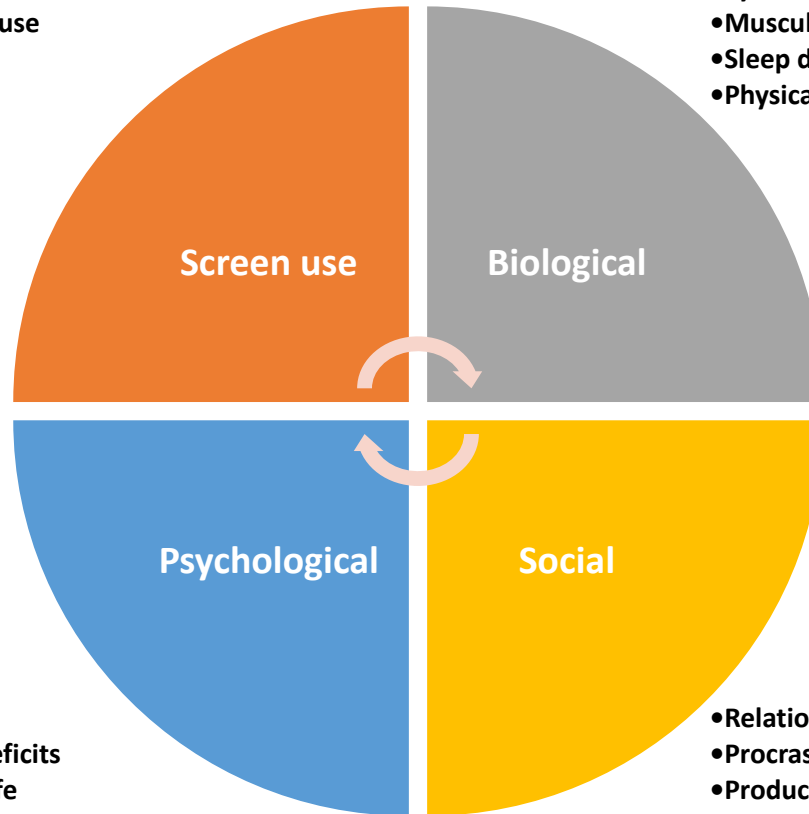 use
•Muscul
•Sleep d
•Physica
Screen use
Biological
Psychological
Social
eficits
fe
•Relatio
•Procras
•Produc